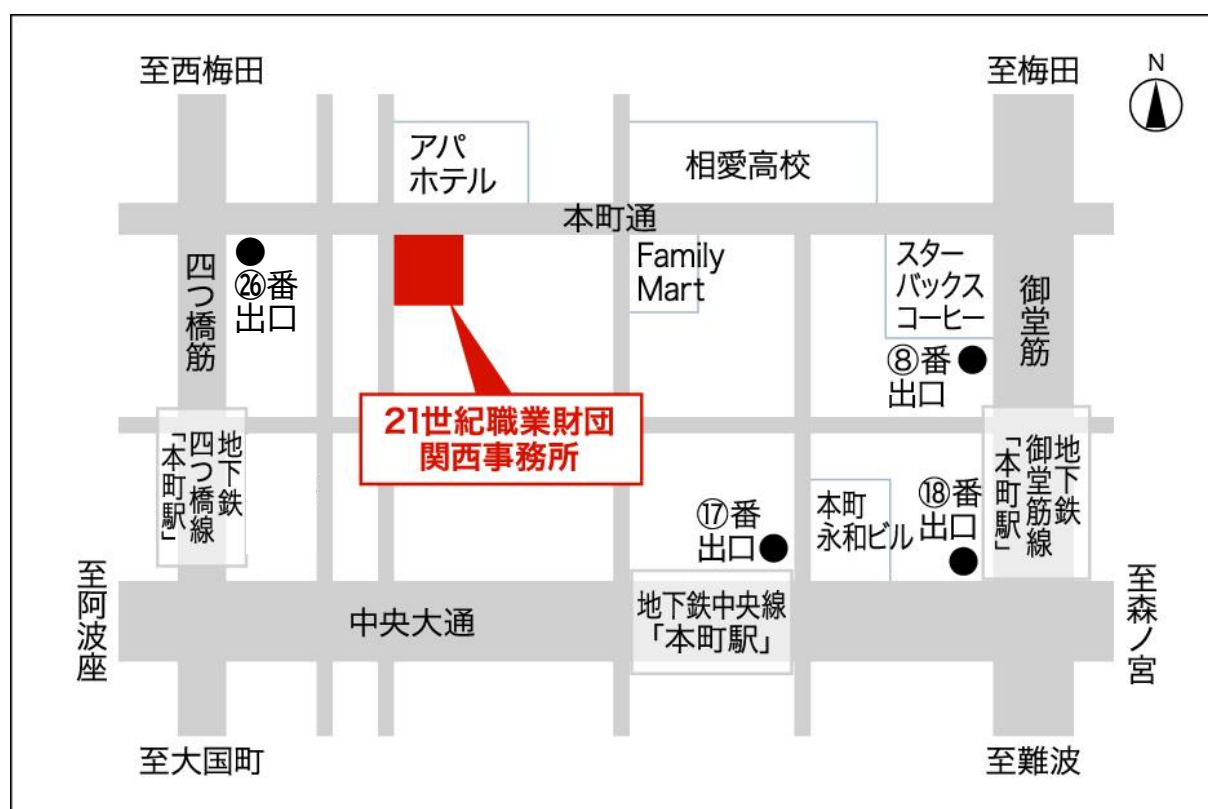 至西梅田
至梅田
N
アパ
ホテル
相愛高校
本町通
四つ橋筋
㉖番
出口
Family
Mart
スター
バックス
コーヒー
御堂筋
⑧番
出口
21世紀職業財団
関西事務所
地下鉄
四つ橋線
「本町駅」
⑰番
出口
本町
永和ビル
⑱番
出口
地下鉄
御堂筋線
「本町駅」
至阿波座
中央大通
地下鉄中央線
「本町駅」
至森ノ宮
至大国町
至難波